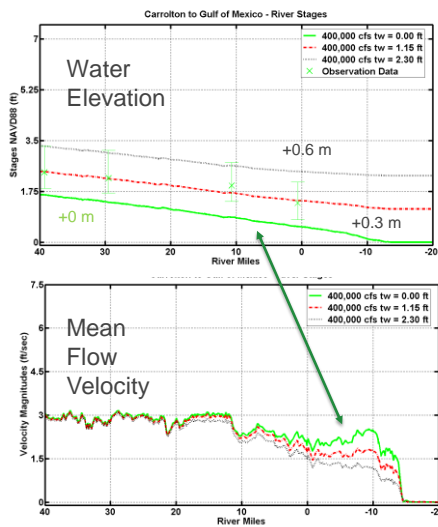 Carrolton to Gulf of Mexico - River Stages
400,000 cfs tw = 0.00 ft
400,000 cfs tw = 1.15 ft
400,000 cfs tw = 2.30 ft
Observation Data
Water
Elevation
Stages NAVD88 (ft)
7
5.25
3.5
1.75
0
+0.6 m
+0.3 m
+0 m
40 30 20 10 0 -10 -20
River Miles
400,000 cfs tw = 0.00 ft
400,000 cfs tw = 1.15 ft
400,000 cfs tw = 2.30 ft
Mean
Flow
Velocity
Velocity Magnitudes (ft/sec)
7.5
6
4.5
3
1.5
0
40 30 20 10 0 -10 -20
River Miles